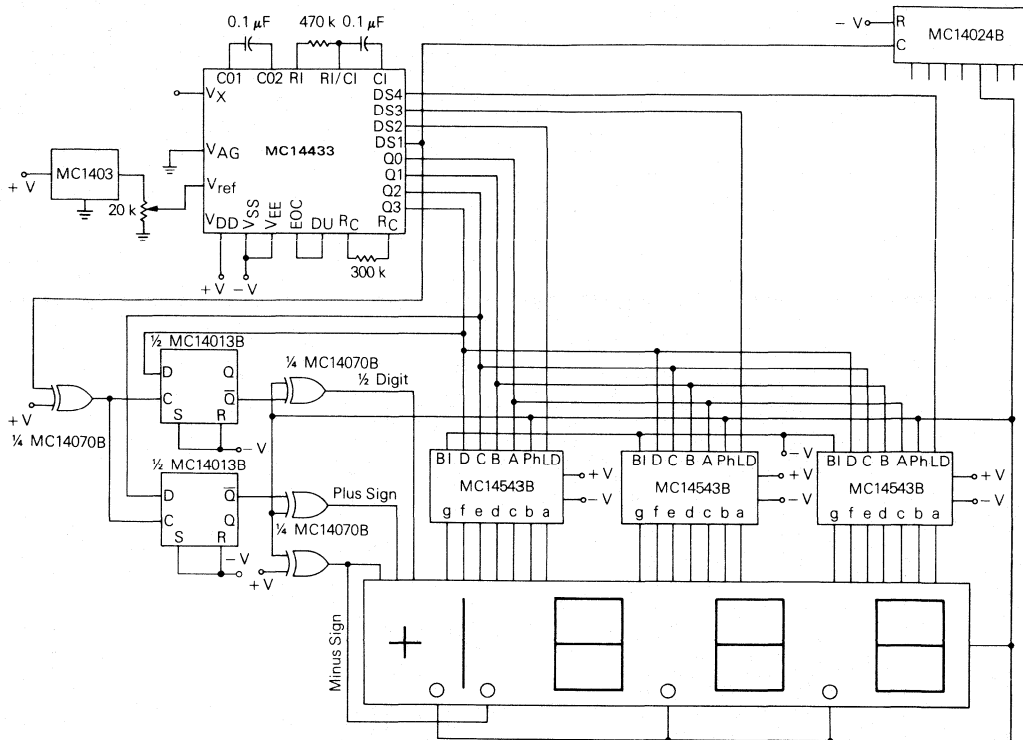 0.1 µF 470 k 0.1 µF
– V R MC14024B
C
C01 C02 RI RI/CI CI
VX DS4
DS3
DS2
VAG MC14433 DS1
Q0
MC1403 Q1
+ V Vref Q2
20 k Q3
VDD VSS VEE EOC DU RC RC
+ V – V 300 k
½ MC14013B
D Q
¼ MC14070B
½ Digit
C Q
+ V S R
¼ MC14070B – V
½ MC14013B
D Q
Plus Sign
C Q
¼ MC14070B
S R
– V
+ V
Minus Sign
BI D C B A Ph LD BI D C B A Ph LD – V BI D C B A Ph LD
MC14543B + V MC14543B + V MC14543B + V
– V – V – V
g f e d c b a g f e d c b a g f e d c b a